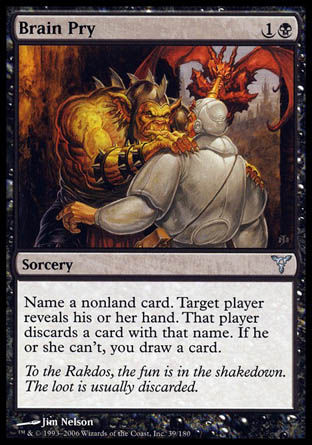 Brain Pry 1
Sorcery
Name a nonland card. Target player
reveals his or her hand. That player
discards a card with that name. If he
or she can't, you draw a card.
To the Rakdos, the fun is in the shakedown.
The loot is usually discarded.
Jim Nelson
™ & © 1993–2006 Wizards of the Coast, Inc. 39/180